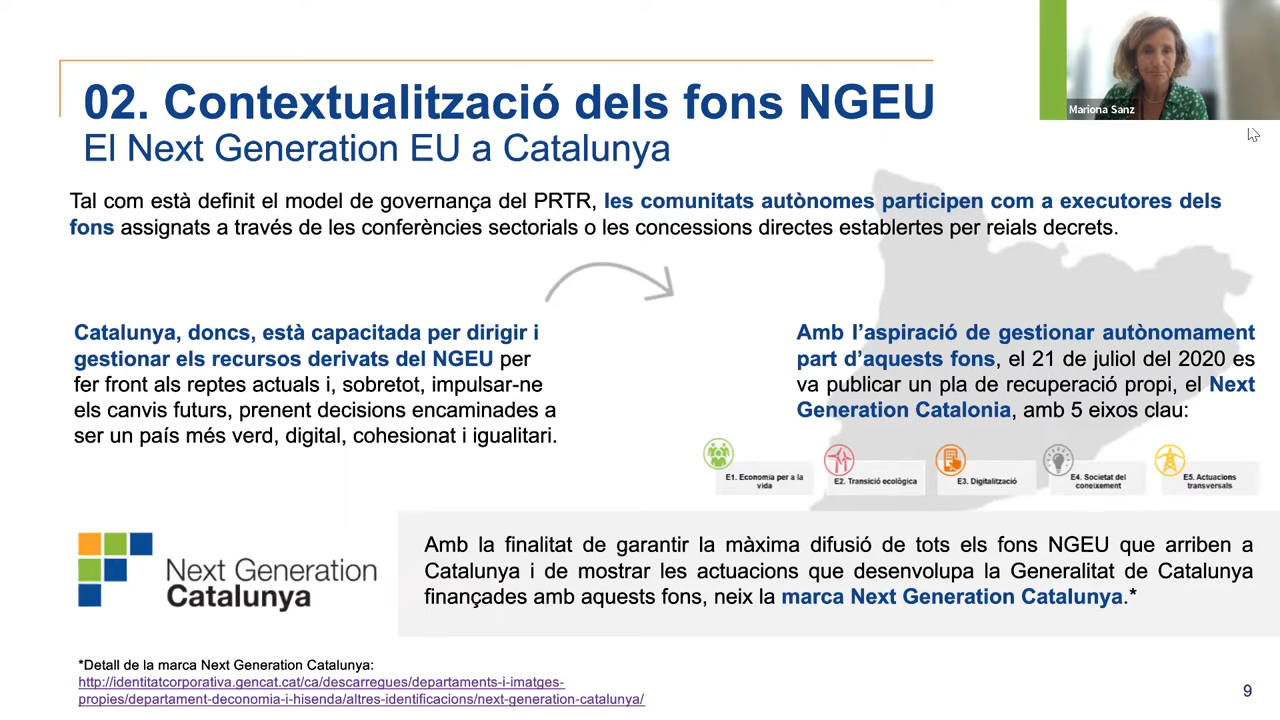 Mariona Sanz
02. Contextualització dels fons NGEU
El Next Generation EU a Catalunya
Tal com està definit el model de governança del PRTR, les comunitats autònomes participen com a executores dels
fons assignats a través de les conferències sectorials o les concessions directes establertes per reials decrets.
Catalunya, doncs, està capacitada per dirigir i
gestionar els recursos derivats del NGEU per
fer front als reptes actuals i, sobretot, impulsar-ne
els canvis futurs, prenent decisions encaminades a
ser un país més verd, digital, cohesionat i igualitari.
Amb l’aspiració de gestionar autònomament
part d’aquests fons, el 21 de juliol del 2020 es
va publicar un pla de recuperació propi, el Next
Generation Catalonia, amb 5 eixos clau:
E1. Economia per a la
vida
E2. Transició ecològica
E3. Digitalització
E4. Societat del
coneixement
E5. Actuacions
transversals
Next Generation
Catalunya
Amb la finalitat de garantir la màxima difusió de tots els fons NGEU que arriben a
Catalunya i de mostrar les actuacions que desenvolupa la Generalitat de Catalunya
finançades amb aquests fons, neix la marca Next Generation Catalunya.*
*Detall de la marca Next Generation Catalunya:
http://identitatcorporativa.gencat.cat/ca/descarregues/departaments-i-imatges-
propies/departament-deconomia-i-hisenda/altres-identificacions/next-generation-catalunya/
9